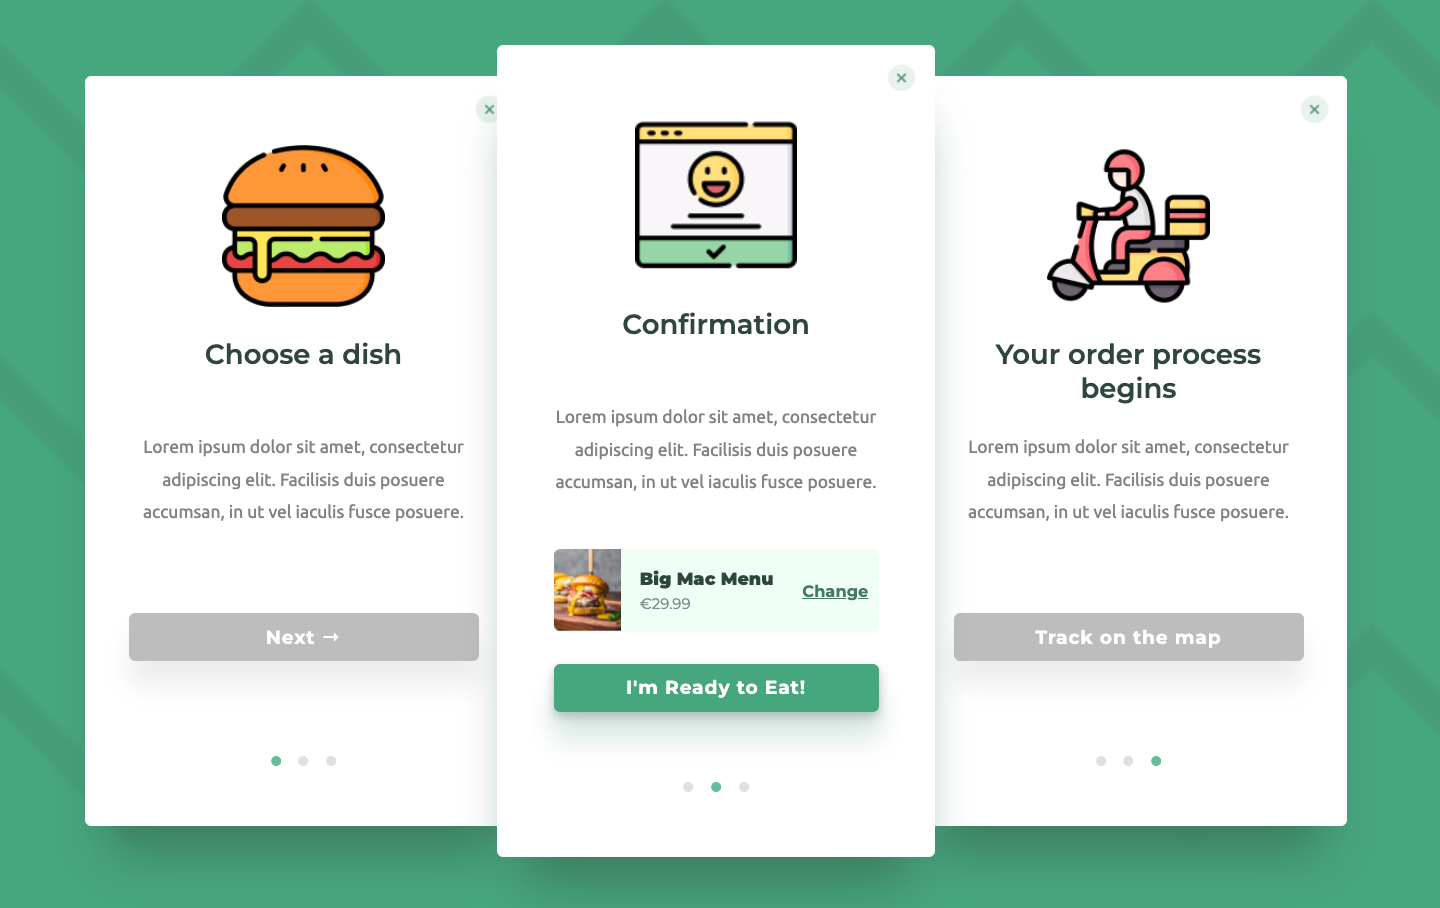 Choose a dish
Lorem ipsum dolor sit amet, consectetur
adipiscing elit. Facilisis duis posuere
accumsan, in ut vel iaculis fusce posuere.
Next →
Confirmation
Lorem ipsum dolor sit amet, consectetur
adipiscing elit. Facilisis duis posuere
accumsan, in ut vel iaculis fusce posuere.
Big Mac Menu
€29.99
Change
I'm Ready to Eat!
Your order process
begins
Lorem ipsum dolor sit amet, consectetur
adipiscing elit. Facilisis duis posuere
accumsan, in ut vel iaculis fusce posuere.
Track on the map